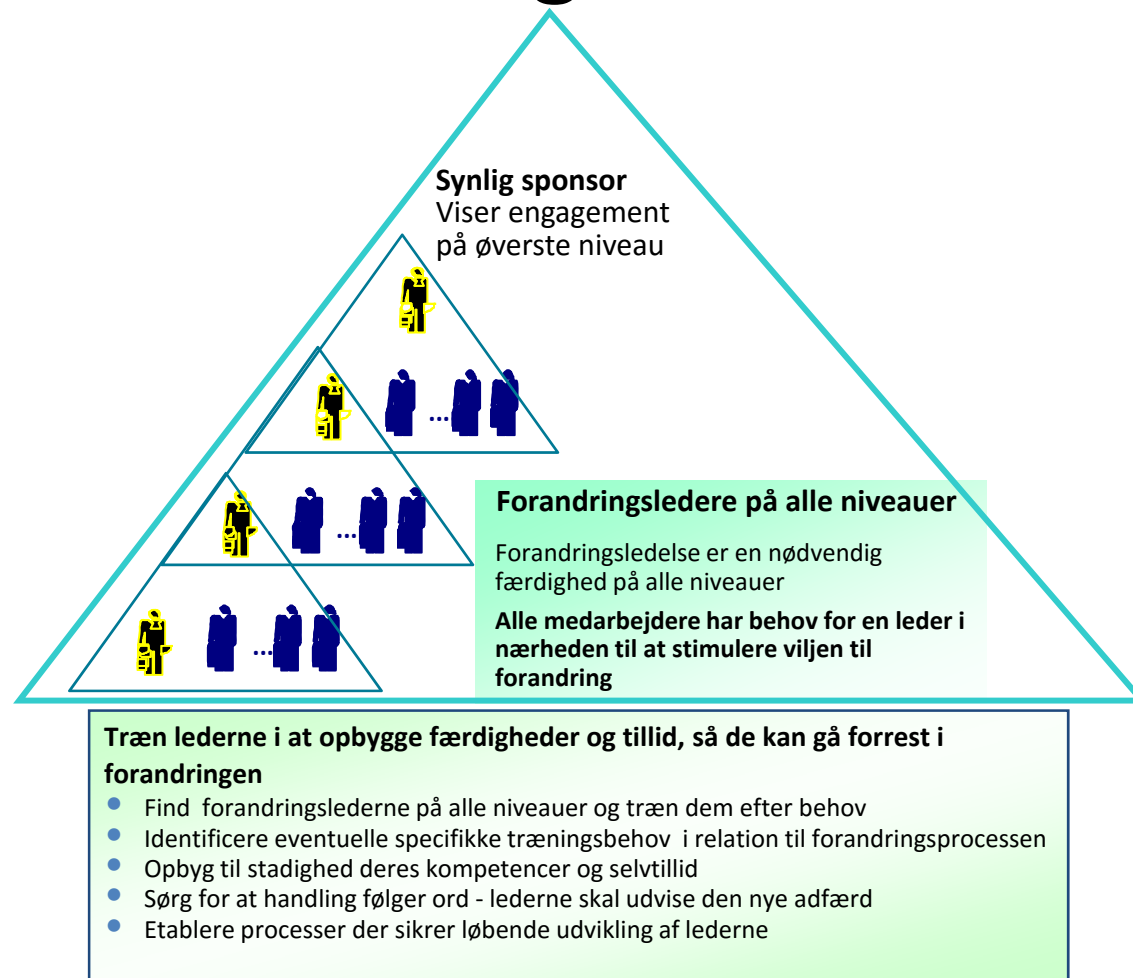 Synlig sponsor
Viser engagement
på øverste niveau
...
...
...
Forandringsledere på alle niveauer
Forandringsledelse er en nødvendig
færdighed på alle niveauer
Alle medarbejdere har behov for en leder i
nærheden til at stimulere viljen til
forandring
Træn lederne i at opbygge færdigheder og tillid, så de kan gå forrest i
forandringen
• Find  forandringslederne på alle niveauer og træn dem efter behov
• Identificere eventuelle specifikke træningsbehov  i relation til forandringsprocessen
• Opbyg til stadighed deres kompetencer og selvtillid
• Sørg for at handling følger ord - lederne skal udvise den nye adfærd
• Etablere processer der sikrer løbende udvikling af lederne